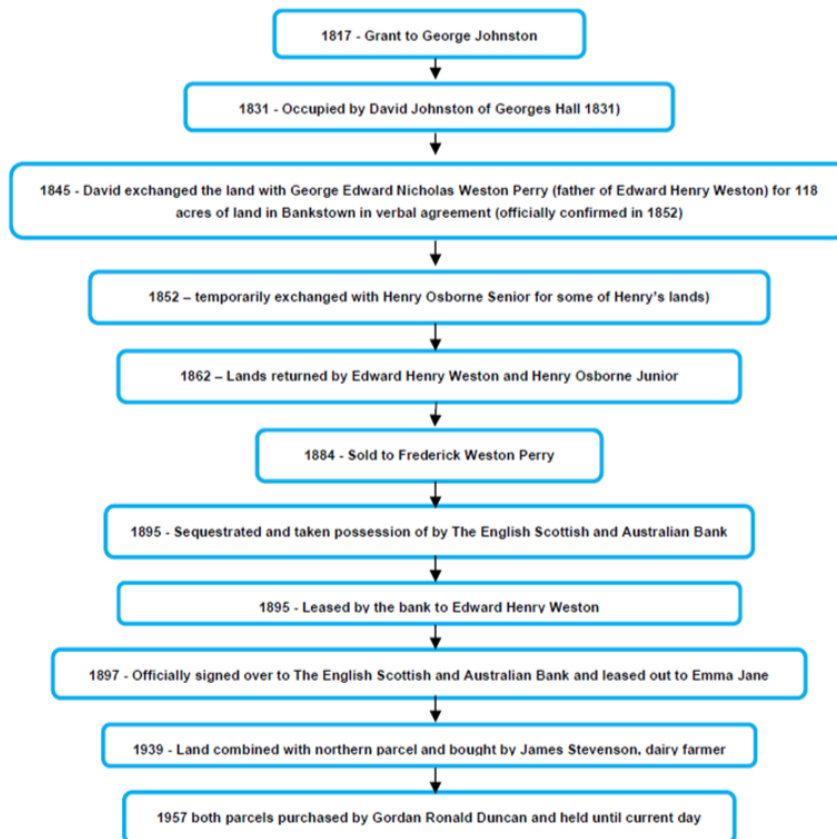 1817 - Grant to George Johnston
1831 - Occupied by David Johnston of Georges Hall 1831)
1845 - David exchanged the land with George Edward Nicholas Weston Perry (father of Edward Henry Weston) for 118
acres of land in Bankstown in verbal agreement (officially confirmed in 1852)
1852 – temporarily exchanged with Henry Osborne Senior for some of Henry's lands)
1862 – Lands returned by Edward Henry Weston and Henry Osborne Junior
1884 - Sold to Frederick Weston Perry
1895 - Sequestrated and taken possession of by The English Scottish and Australian Bank
1895 - Leased by the bank to Edward Henry Weston
1897 - Officially signed over to The English Scottish and Australian Bank and leased out to Emma Jane
1939 - Land combined with northern parcel and bought by James Stevenson, dairy farmer
1957 both parcels purchased by Gordan Ronald Duncan and held until current day